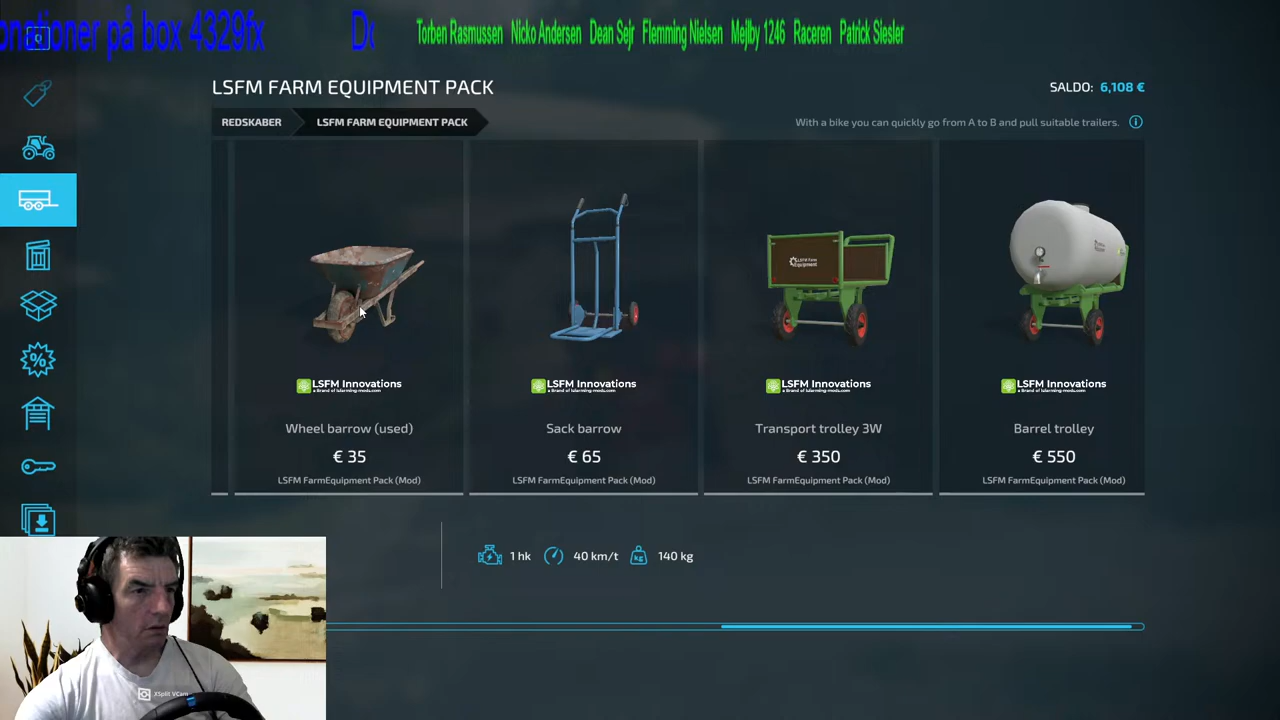 onationer på box 4329fx
Torben Rasmussen Nicko Andersen Dean Sejr Flemming Nielsen Mejlby 1246 Raceren Patrick Slesler
LSFM FARM EQUIPMENT PACK
SALDO: 6,108 €
REDSKABER
LSFM FARM EQUIPMENT PACK
With a bike you can quickly go from A to B and pull suitable trailers.
LSFM Innovations
LSFM Innovations
LSFM Innovations
LSFM Innovations
Wheel barrow (used)
Sack barrow
Transport trolley 3W
Barrel trolley
€ 35
€ 65
€ 350
€ 550
LSFM FarmEquipment Pack (Mod)
LSFM FarmEquipment Pack (Mod)
LSFM FarmEquipment Pack (Mod)
LSFM FarmEquipment Pack (Mod)
1 hk
40 km/t
140 kg
XSplit VCam